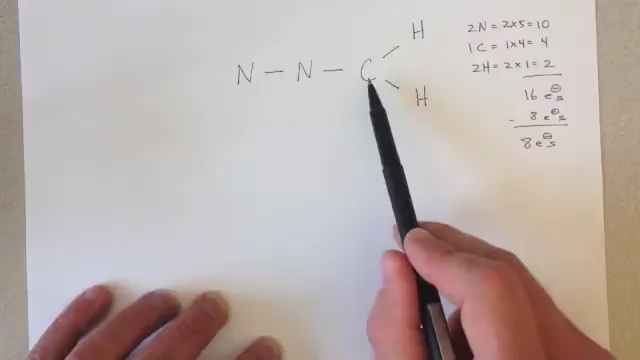 H
N - N - C
H
2N = 2x5 = 10
1C = 1x4 = 4
2H = 2x1 = 2
16 e⊖s
- 8 e⊖s
8 e⊖s